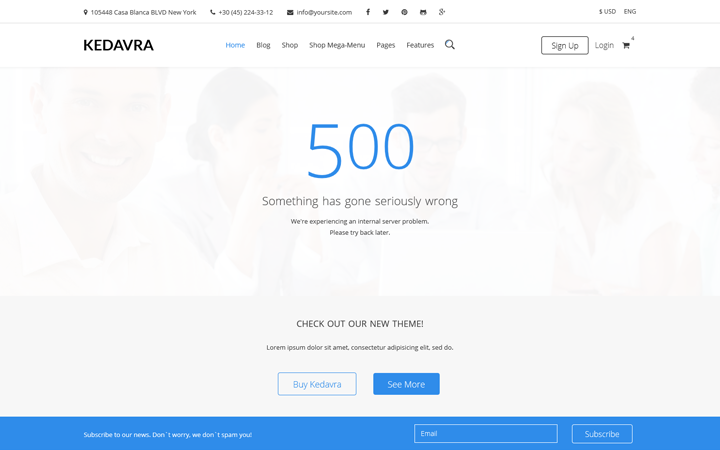 105448 Casa Blanca BLVD New York +30 (45) 224-33-12 info@yoursite.com $ USD ENG
KEDAVRA Home Blog Shop Shop Mega-Menu Pages Features Sign Up Login 4
500
Something has gone seriously wrong
We're experiencing an internal server problem.
Please try back later.
CHECK OUT OUR NEW THEME!
Lorem ipsum dolor sit amet, consectetur adipisicing elit, sed do.
Buy Kedavra See More
Subscribe to our news. Don`t worry, we don`t spam you! Email Subscribe